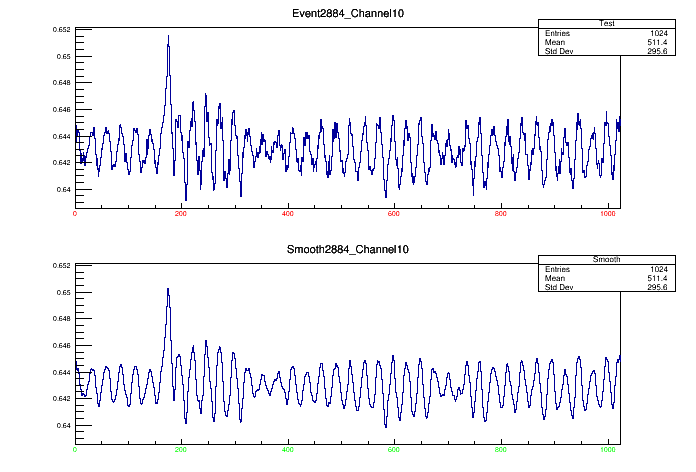 Event2884_Channel10
Test
Entries 1024
Mean 511.4
Std Dev 295.6
0.652
0.65
0.648
0.646
0.644
0.642
0.64
0 200 400 600 800 1000
Smooth2884_Channel10
Smooth
Entries 1024
Mean 511.4
Std Dev 295.6
0.652
0.65
0.648
0.646
0.644
0.642
0.64
0 200 400 600 800 1000